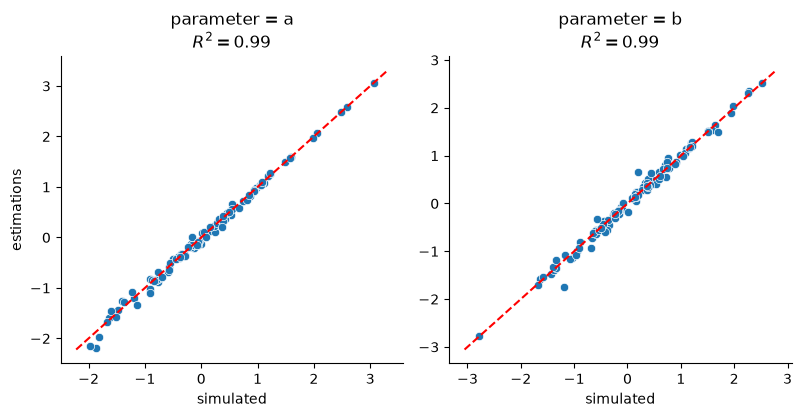 parameter = a
R² = 0.99
estimations
3
2
1
0
−1
−2
−2 −1 0 1 2 3
simulated
parameter = b
R² = 0.99
3
2
1
0
−1
−2
−3
−3 −2 −1 0 1 2 3
simulated